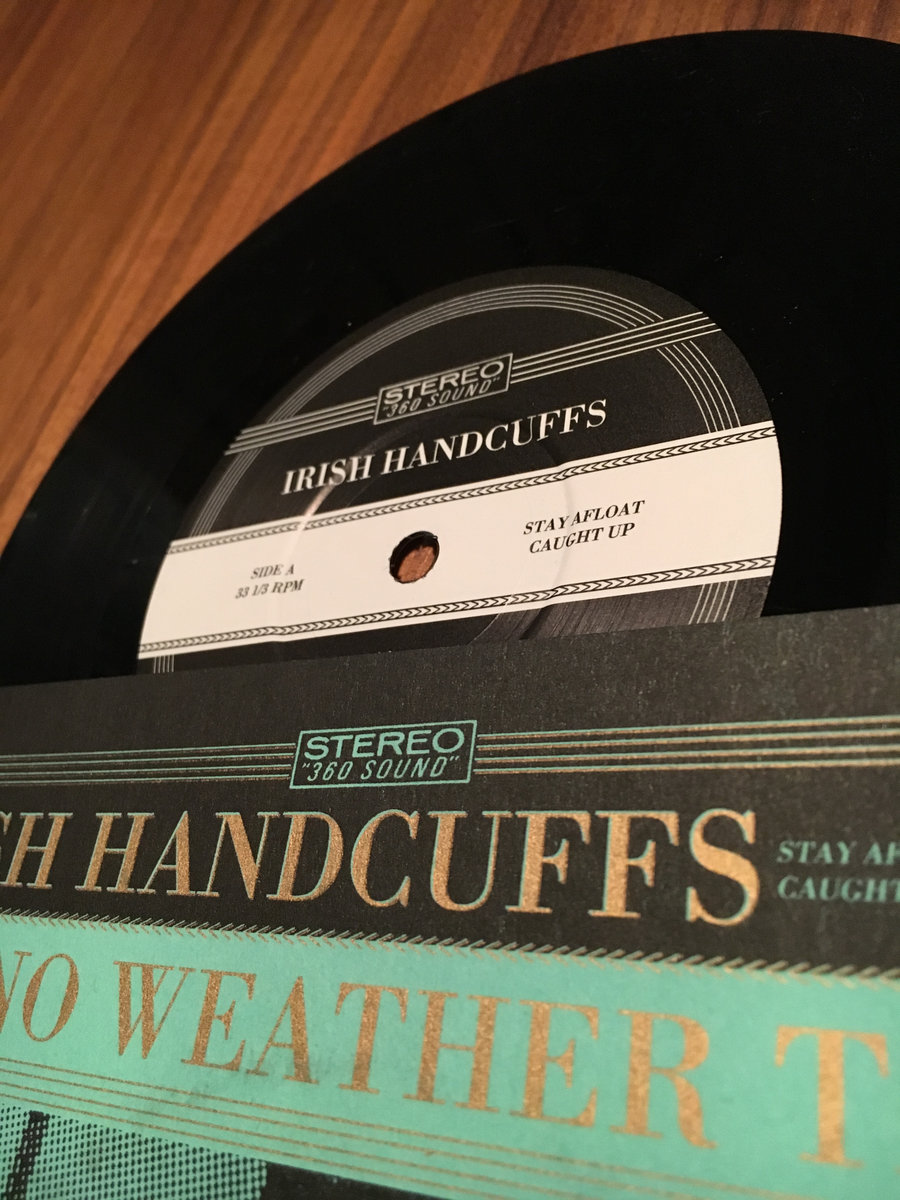 STEREO
"360 SOUND"
IRISH HANDCUFFS
STAY AFLOAT
CAUGHT UP
SIDE A
33 1/3 RPM
STEREO
"360 SOUND"
SH HANDCUFFS
STAY AF
CAUGHT
NO WEATHER T